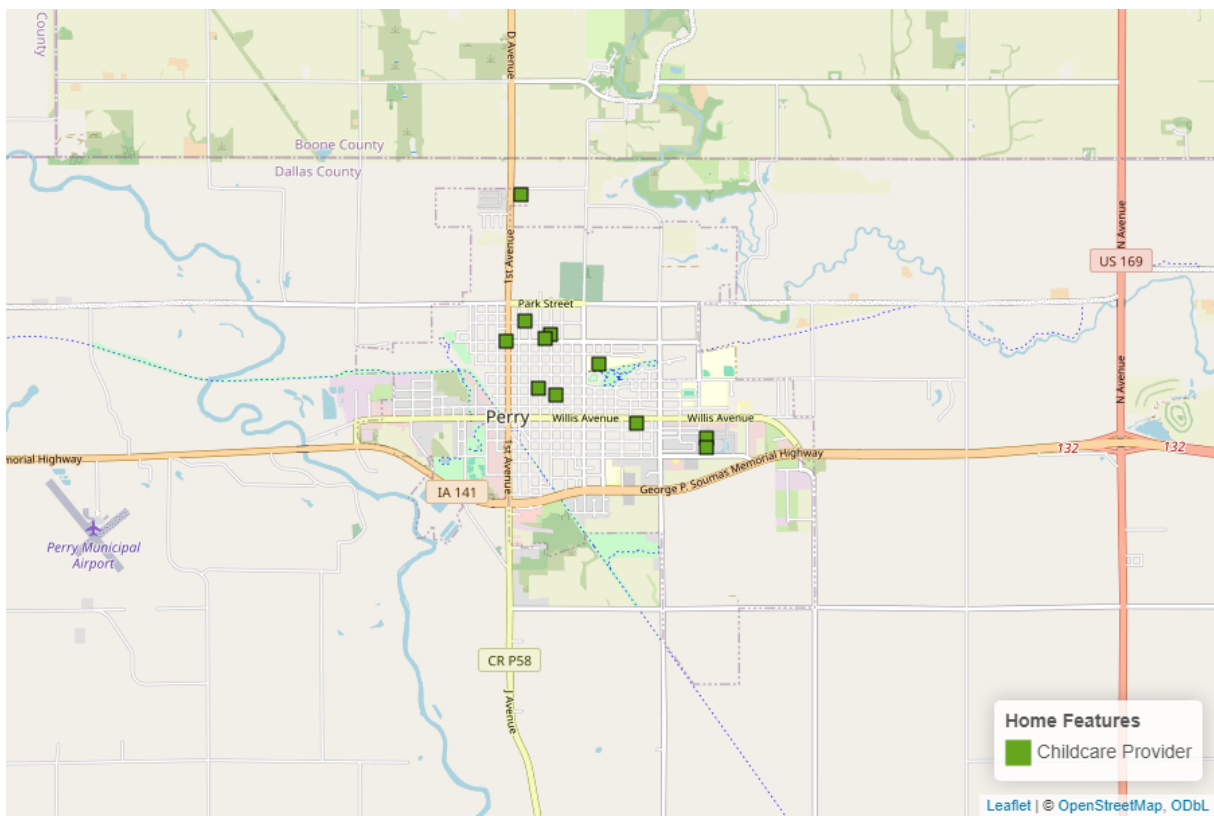 County
D Avenue
Boone County
Dallas County
1st Avenue
N Avenue
US 169
Park Street
N Avenue
Perry
Willis Avenue
Willis Avenue
morial Highway
1st Avenue
132
132
George P. Soumas Memorial Highway
IA 141
Perry Municipal
Airport
CR P58
J Avenue
Home Features
Childcare Provider
Leaflet | © OpenStreetMap, ODbL